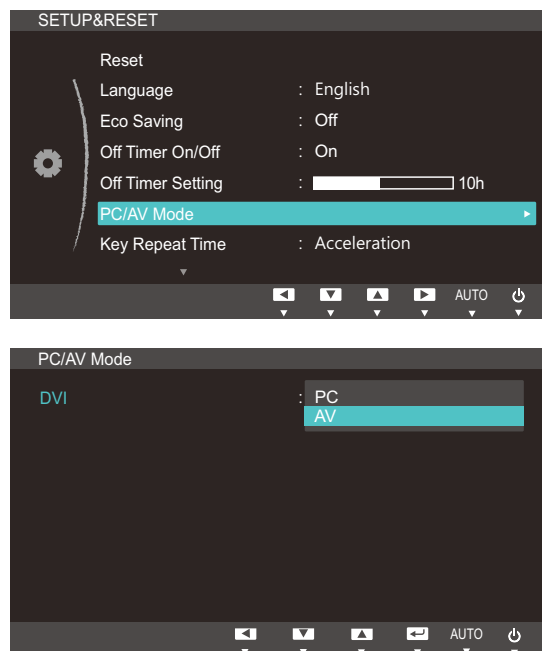 SETUP&RESET
Reset
Language : English
Eco Saving : Off
Off Timer On/Off : On
Off Timer Setting : 10h
PC/AV Mode
Key Repeat Time : Acceleration
AUTO
PC/AV Mode
DVI : PC
AV
AUTO